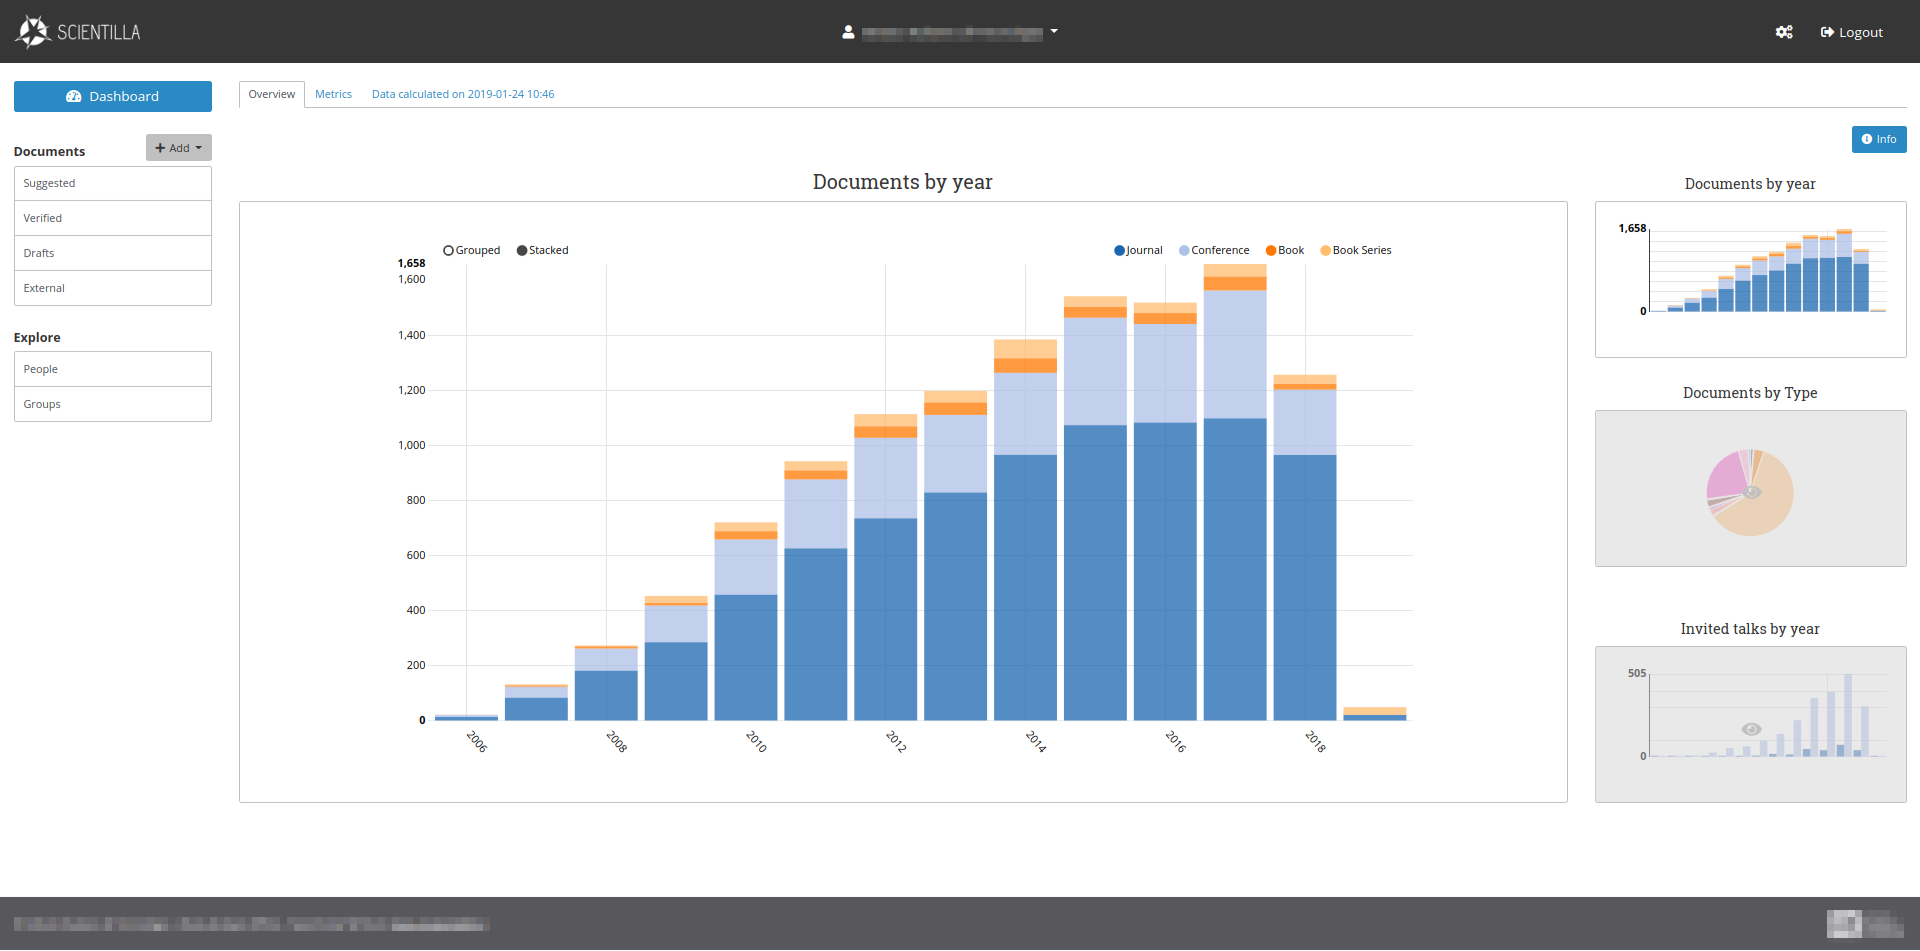 SCIENTILLA
Logout
Dashboard
Overview Metrics Data calculated on 2019-01-24 10:46
Info
Documents
Add
Suggested
Verified
Drafts
External
Explore
People
Groups
Documents by year
Grouped Stacked
Journal Conference Book Book Series
1,658
1,600
1,400
1,200
1,000
800
600
400
200
0
2006 2008 2010 2012 2014 2016 2018
Documents by year
1,658
0
Documents by Type
Invited talks by year
505
0